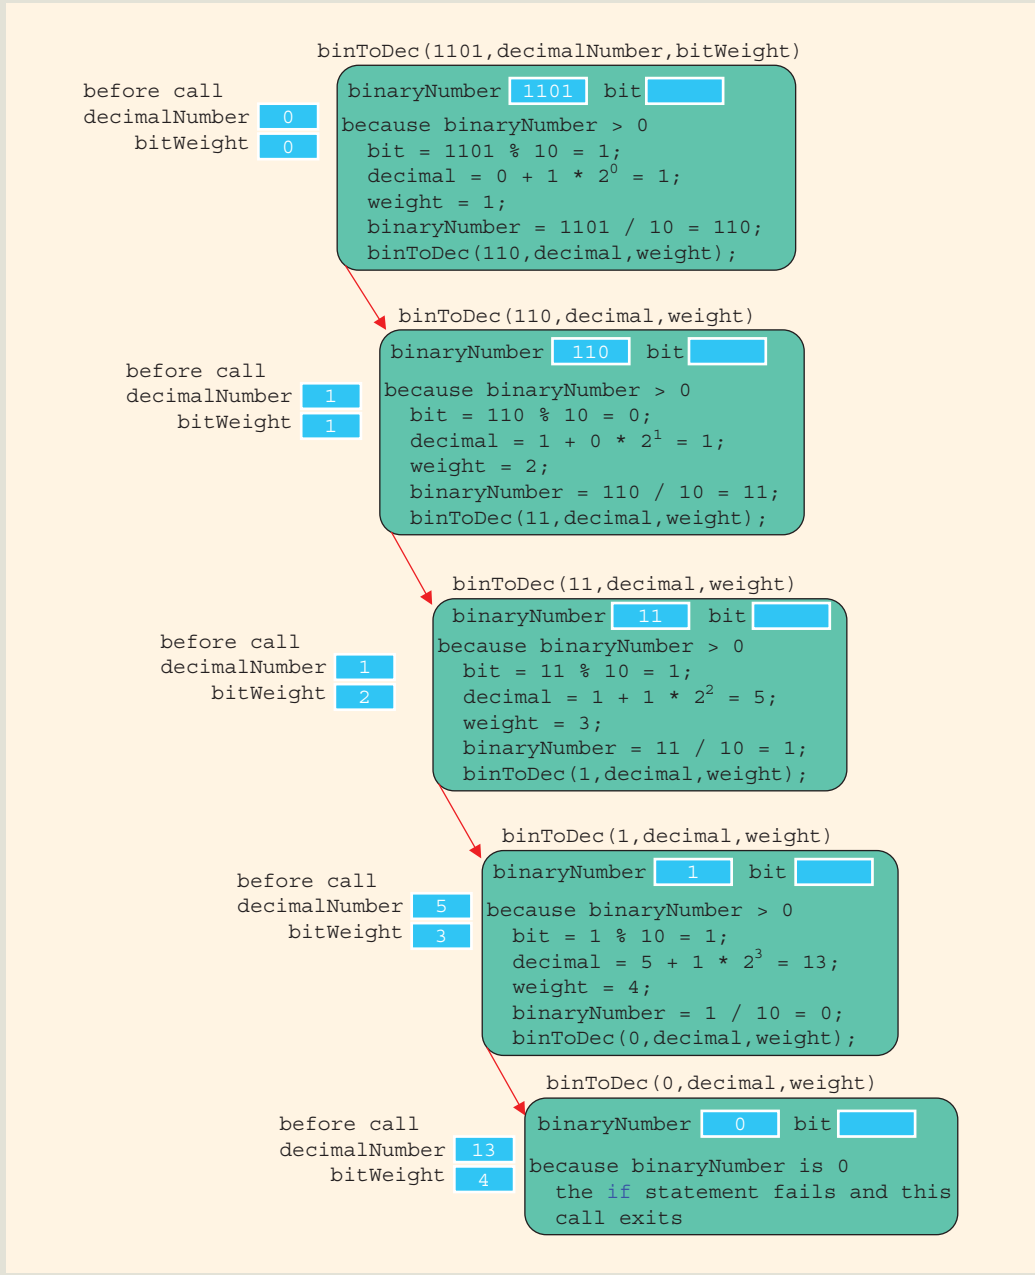 binToDec(1101,decimalNumber,bitWeight)
before call
decimalNumber 0
bitWeight 0
binaryNumber 1101 bit
because binaryNumber > 0
bit = 1101 % 10 = 1;
decimal = 0 + 1 * 2⁰ = 1;
weight = 1;
binaryNumber = 1101 / 10 = 110;
binToDec(110,decimal,weight);
binToDec(110,decimal,weight)
before call
decimalNumber 1
bitWeight 1
binaryNumber 110 bit
because binaryNumber > 0
bit = 110 % 10 = 0;
decimal = 1 + 0 * 2¹ = 1;
weight = 2;
binaryNumber = 110 / 10 = 11;
binToDec(11,decimal,weight);
binToDec(11,decimal,weight)
before call
decimalNumber 1
bitWeight 2
binaryNumber 11 bit
because binaryNumber > 0
bit = 11 % 10 = 1;
decimal = 1 + 1 * 2² = 5;
weight = 3;
binaryNumber = 11 / 10 = 1;
binToDec(1,decimal,weight);
binToDec(1,decimal,weight)
before call
decimalNumber 5
bitWeight 3
binaryNumber 1 bit
because binaryNumber > 0
bit = 1 % 10 = 1;
decimal = 5 + 1 * 2³ = 13;
weight = 4;
binaryNumber = 1 / 10 = 0;
binToDec(0,decimal,weight);
binToDec(0,decimal,weight)
before call
decimalNumber 13
bitWeight 4
binaryNumber 0 bit
because binaryNumber is 0
the if statement fails and this
call exits